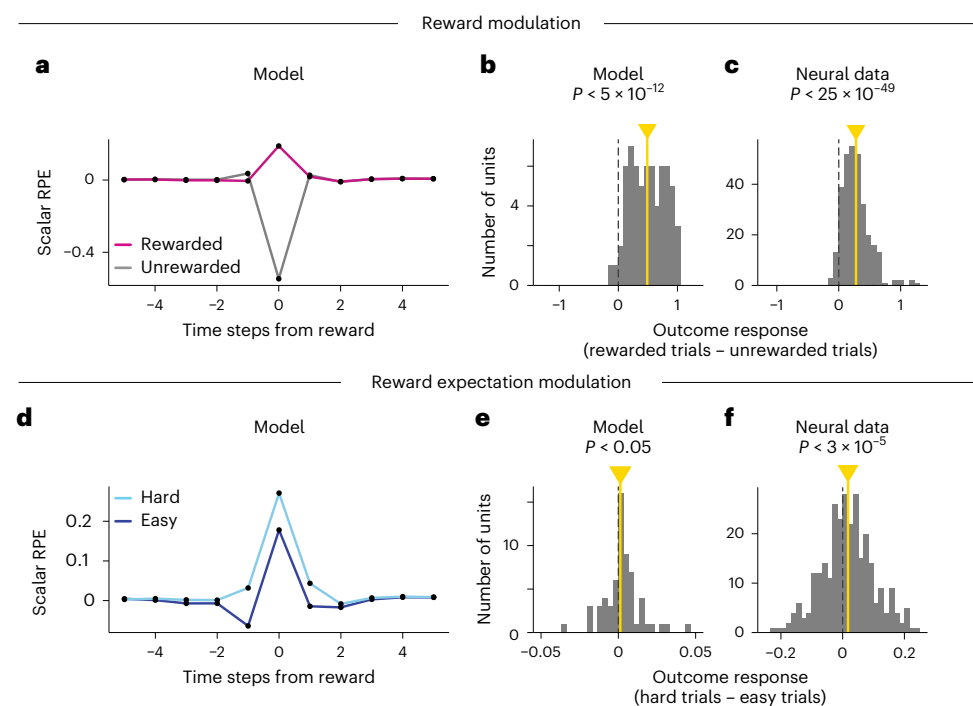 Reward modulation
a
Model
Scalar RPE
0
−0.4
Rewarded
Unrewarded
−4
−2
0
2
4
Time steps from reward
b
Model
P < 5 × 10⁻¹²
Number of units
4
0
−1
0
1
c
Neural data
P < 25 × 10⁻⁴⁹
40
20
0
−1
0
1
Outcome response
(rewarded trials – unrewarded trials)
Reward expectation modulation
d
Model
Scalar RPE
0.2
0.1
0
Hard
Easy
−4
−2
0
2
4
Time steps from reward
e
Model
P < 0.05
Number of units
10
0
−0.05
0
0.05
f
Neural data
P < 3 × 10⁻⁵
20
10
0
−0.2
0
0.2
Outcome response
(hard trials – easy trials)